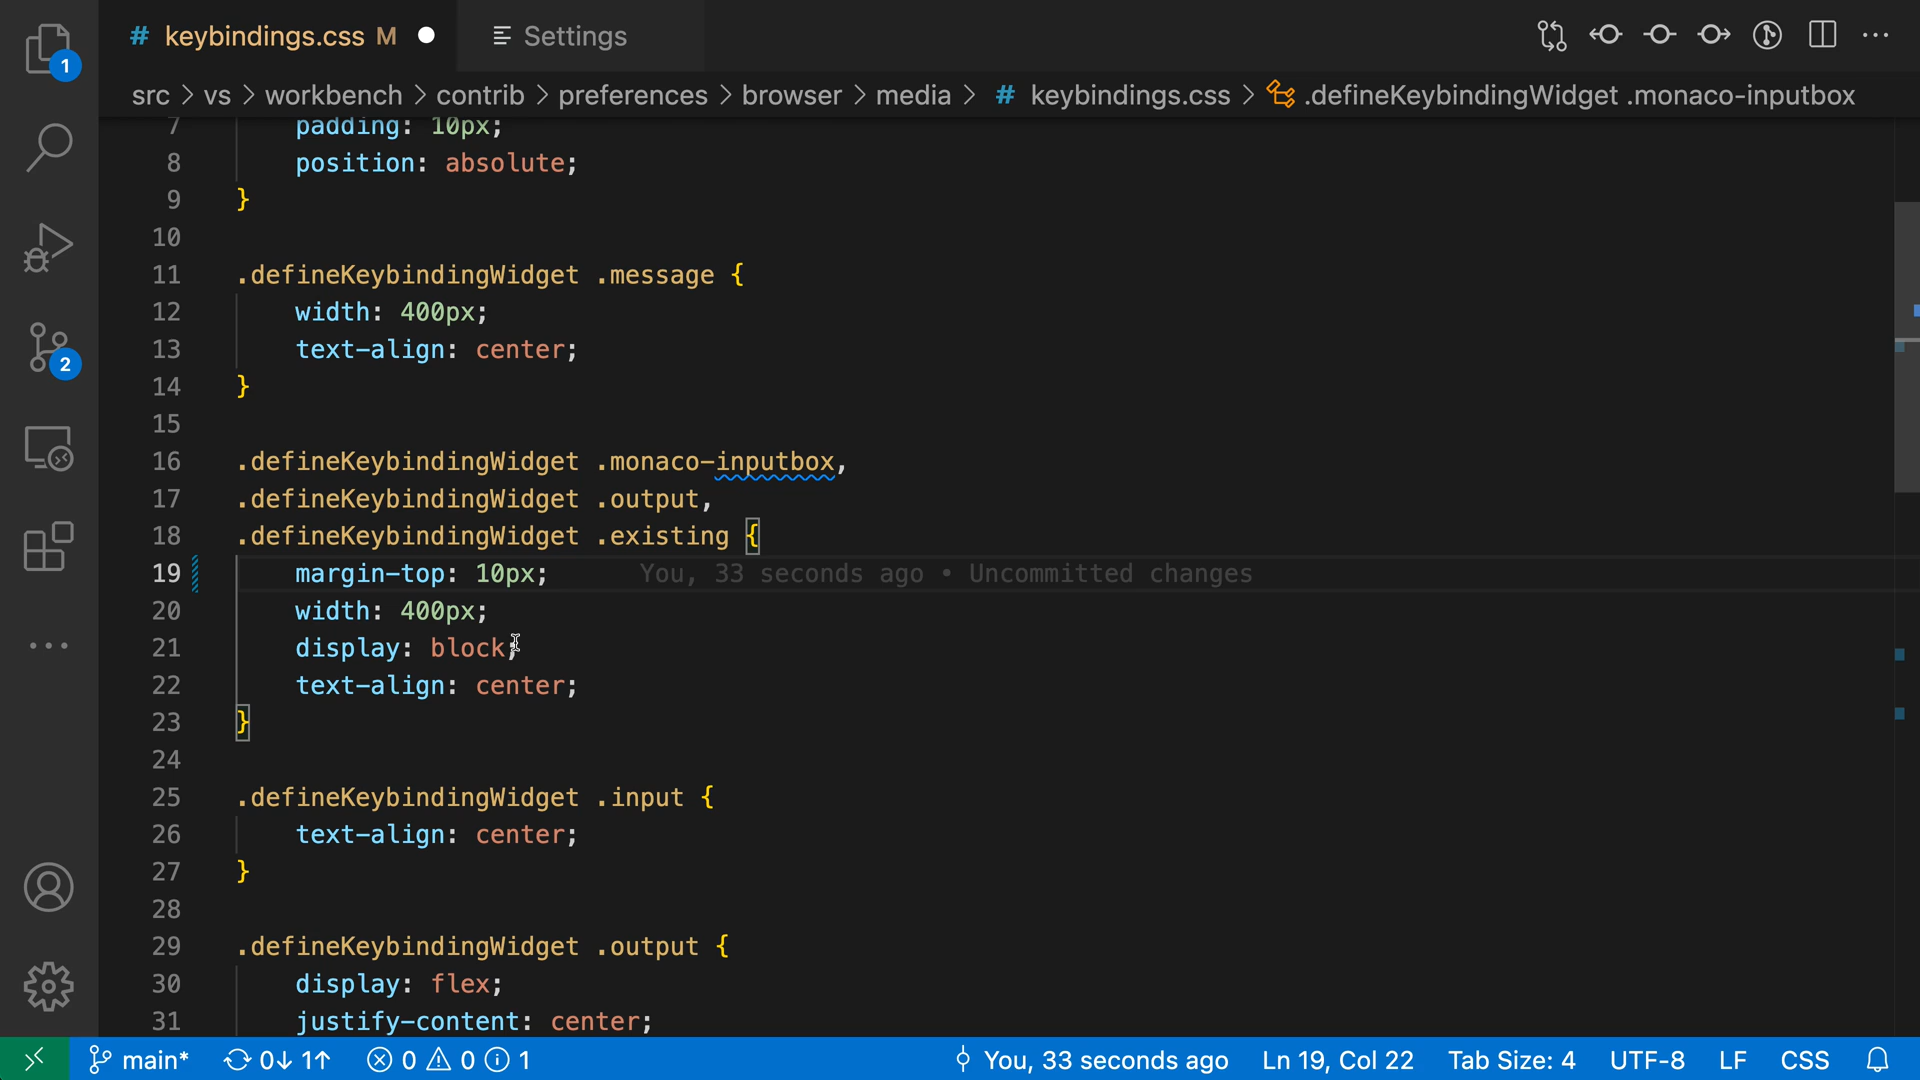 # keybindings.css M
Settings
src > vs > workbench > contrib > preferences > browser > media > # keybindings.css > .defineKeybindingWidget .monaco-inputbox
1
2
7 padding: 10px;
8 position: absolute;
9 }
10
11 .defineKeybindingWidget .message {
12 width: 400px;
13 text-align: center;
14 }
15
16 .defineKeybindingWidget .monaco-inputbox,
17 .defineKeybindingWidget .output,
18 .defineKeybindingWidget .existing {
19 margin-top: 10px; You, 33 seconds ago • Uncommitted changes
20 width: 400px;
21 display: block;
22 text-align: center;
23 }
24
25 .defineKeybindingWidget .input {
26 text-align: center;
27 }
28
29 .defineKeybindingWidget .output {
30 display: flex;
31 justify-content: center;
main* 0↓ 1↑ 0 0 1 You, 33 seconds ago Ln 19, Col 22 Tab Size: 4 UTF-8 LF CSS